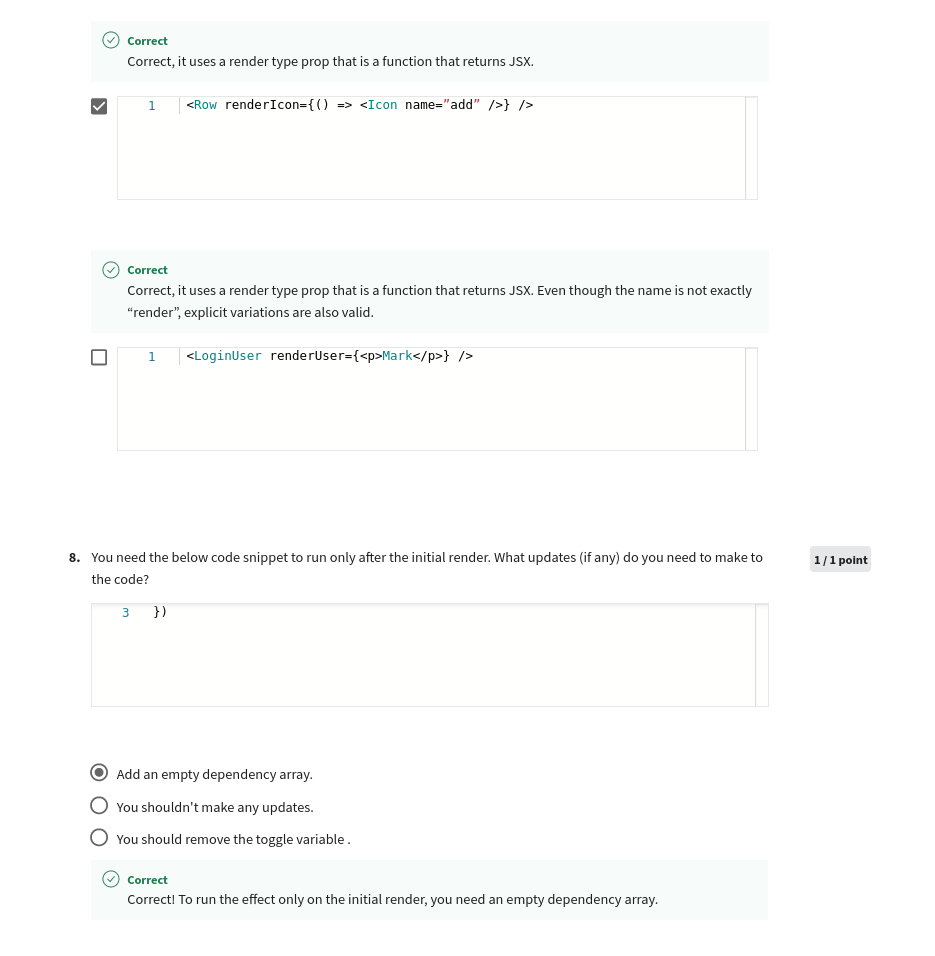 Correct
Correct, it uses a render type prop that is a function that returns JSX.
1 <Row renderIcon={() => <Icon name=”add” />} />
Correct
Correct, it uses a render type prop that is a function that returns JSX. Even though the name is not exactly
“render”, explicit variations are also valid.
1 <LoginUser renderUser={<p>Mark</p>} />
8. You need the below code snippet to run only after the initial render. What updates (if any) do you need to make to
the code?
1 / 1 point
3 })
Add an empty dependency array.
You shouldn't make any updates.
You should remove the toggle variable .
Correct
Correct! To run the effect only on the initial render, you need an empty dependency array.